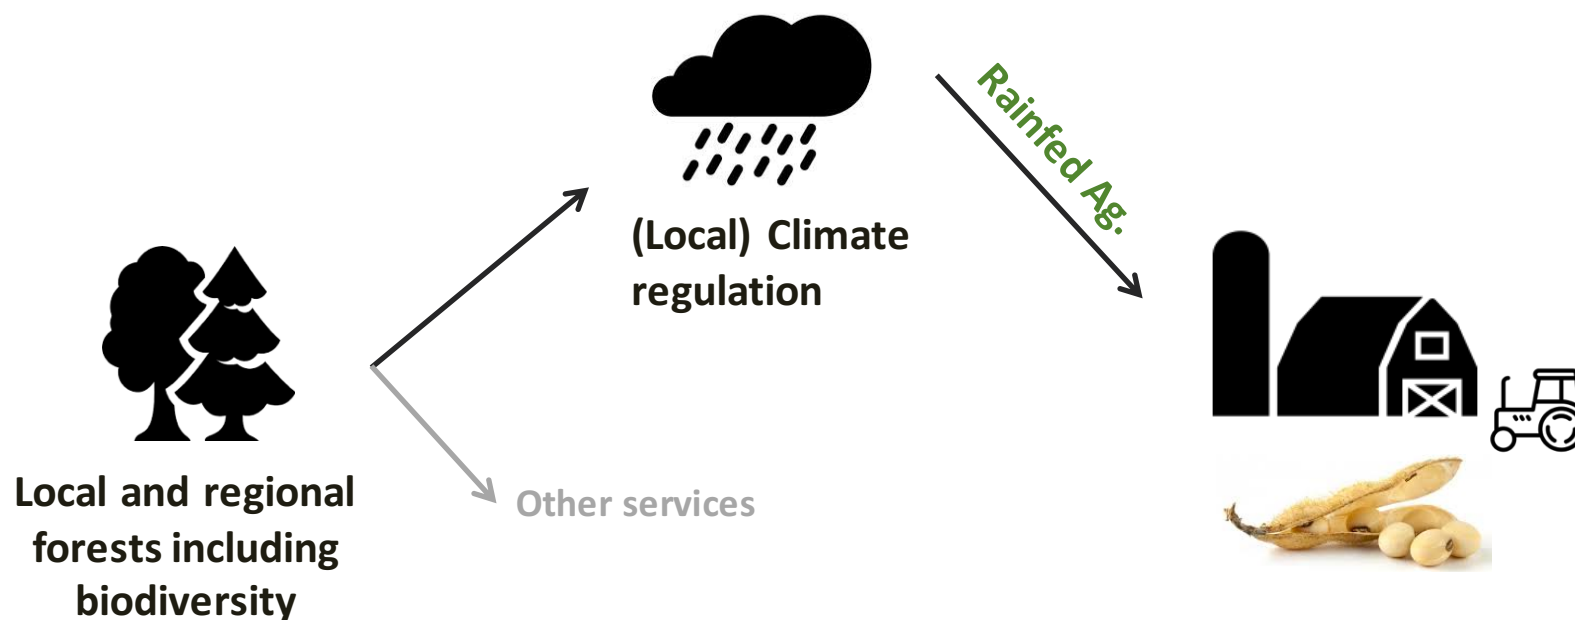 Rainfed Ag.
(Local) Climate
regulation
Local and regional
forests including
biodiversity
Other services